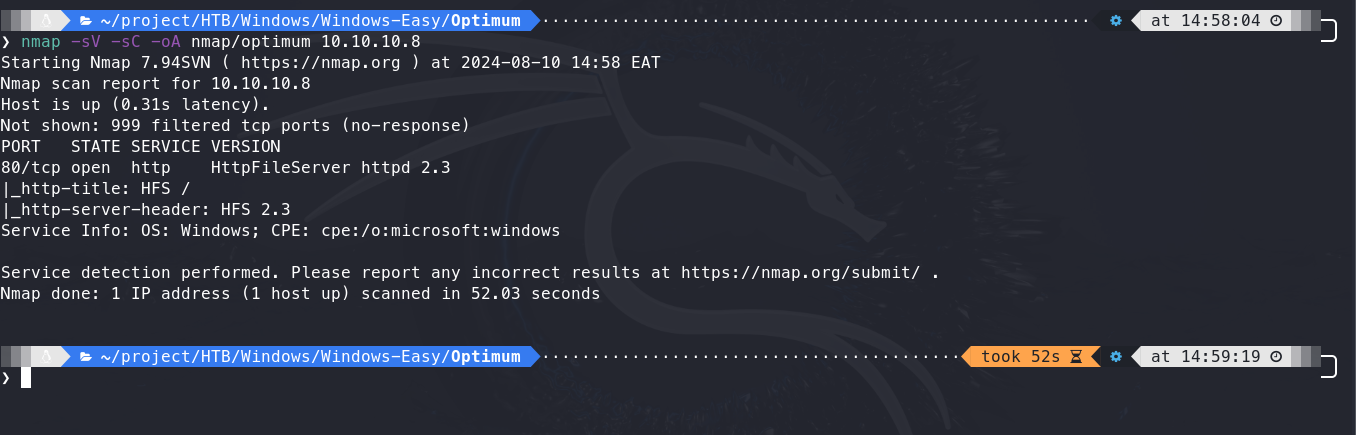 ~/project/HTB/Windows/Windows-Easy/Optimum ········································································· at 14:58:04
❯ nmap -sV -sC -oA nmap/optimum 10.10.10.8
Starting Nmap 7.94SVN ( https://nmap.org ) at 2024-08-10 14:58 EAT
Nmap scan report for 10.10.10.8
Host is up (0.31s latency).
Not shown: 999 filtered tcp ports (no-response)
PORT   STATE SERVICE VERSION
80/tcp open  http    HttpFileServer httpd 2.3
|_http-title: HFS /
|_http-server-header: HFS 2.3
Service Info: OS: Windows; CPE: cpe:/o:microsoft:windows
Service detection performed. Please report any incorrect results at https://nmap.org/submit/ .
Nmap done: 1 IP address (1 host up) scanned in 52.03 seconds
~/project/HTB/Windows/Windows-Easy/Optimum ·········································· took 52s at 14:59:19
❯